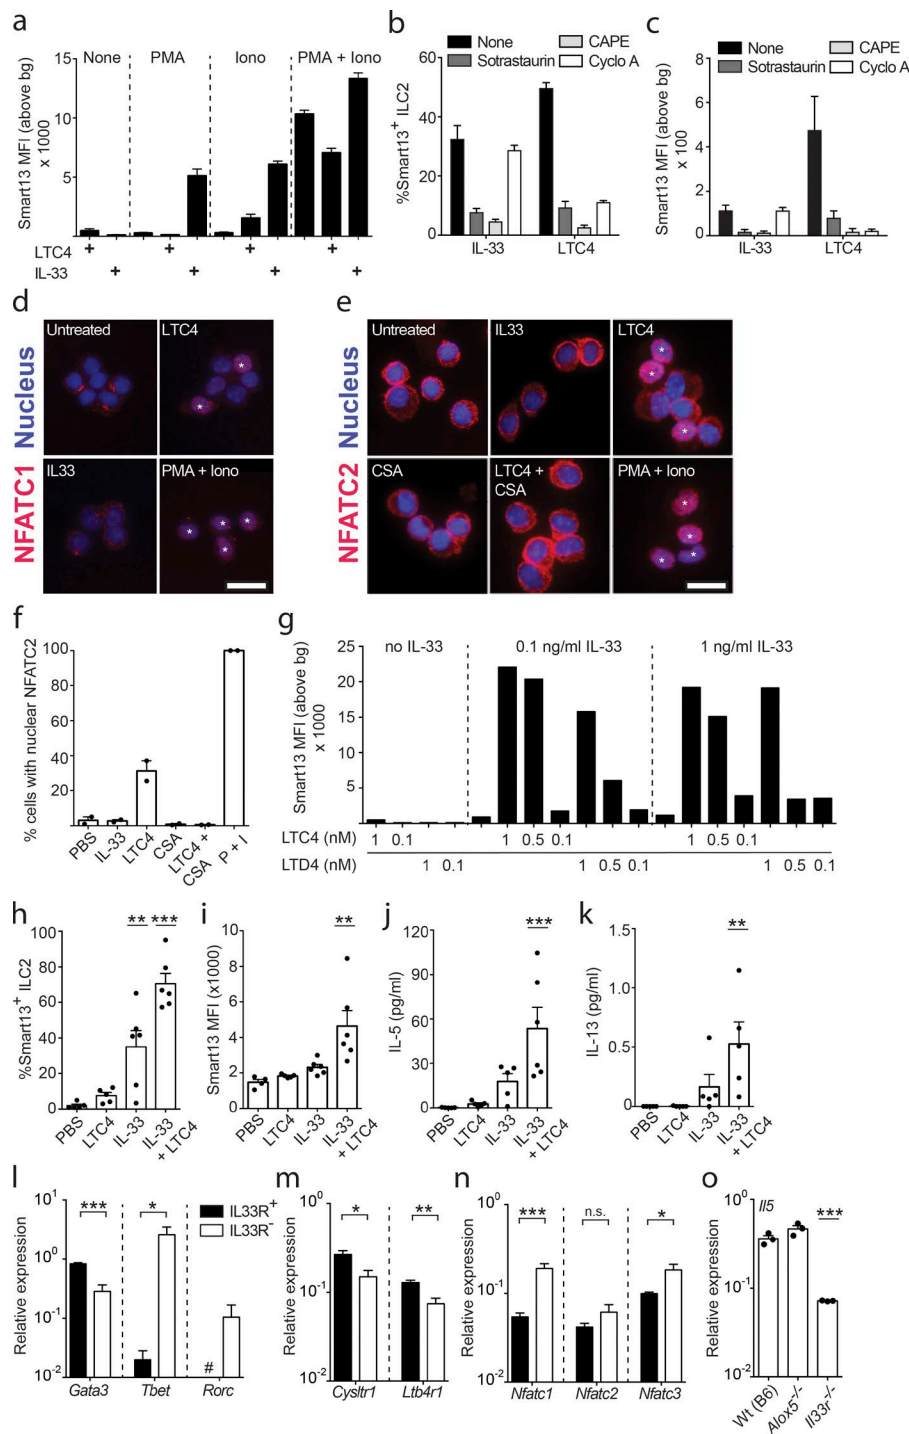 a
None PMA Iono PMA + Iono
Smart13 MFI (above bg)
x 1000
15
10
5
LTC4 + + + +
IL-33 + + + +
b
None CAPE
Sotrastaurin Cyclo A
%Smart13+ ILC2
60
40
20
0
IL-33 LTC4
c
None CAPE
Sotrastaurin Cyclo A
Smart13 MFI (above bg)
x 100
8
6
4
2
0
IL-33 LTC4
d
NFATC1 Nucleus
Untreated LTC4
* *
IL33 PMA + Iono
* * * *
e
NFATC2 Nucleus
Untreated IL33 LTC4
* * * *
CSA LTC4 + CSA PMA + Iono
* * * *
f
% cells with nuclear NFATC2
100
80
60
40
20
0
PBS IL-33 LTC4 CSA LTC4 + CSA P + I
g
no IL-33 0.1 ng/ml IL-33 1 ng/ml IL-33
Smart13 MFI (above bg)
x 1000
25
20
15
10
5
0
LTC4 (nM) 1 0.1 1 0.5 0.1 1 0.5 0.1
LTD4 (nM) 1 0.1 1 0.5 0.1 1 0.5 0.1
h
** ***
%Smart13+ ILC2
100
80
60
40
20
0
PBS LTC4 IL-33 IL-33 + LTC4
i
**
Smart13 MFI (x1000)
10
8
6
4
2
0
PBS LTC4 IL-33 IL-33 + LTC4
j
***
IL-5 (pg/ml)
120
90
60
30
0
PBS LTC4 IL-33 IL-33 + LTC4
k
**
IL-13 (pg/ml)
1.5
1.0
0.5
0.0
PBS LTC4 IL-33 IL-33 + LTC4
l
*** *
IL33R+
IL33R-
Relative expression
10^1
10^0
10^-1
10^-2
#
Gata3 Tbet Rorc
m
* **
Relative expression
10^0
10^-1
10^-2
Cysltr1 Ltb4r1
n
*** n.s. *
Relative expression
10^0
10^-1
10^-2
Nfatc1 Nfatc2 Nfatc3
o
Il5
***
Relative expression
10^0
10^-1
10^-2
Wt (B6) Alox5-/- Il33r-/-